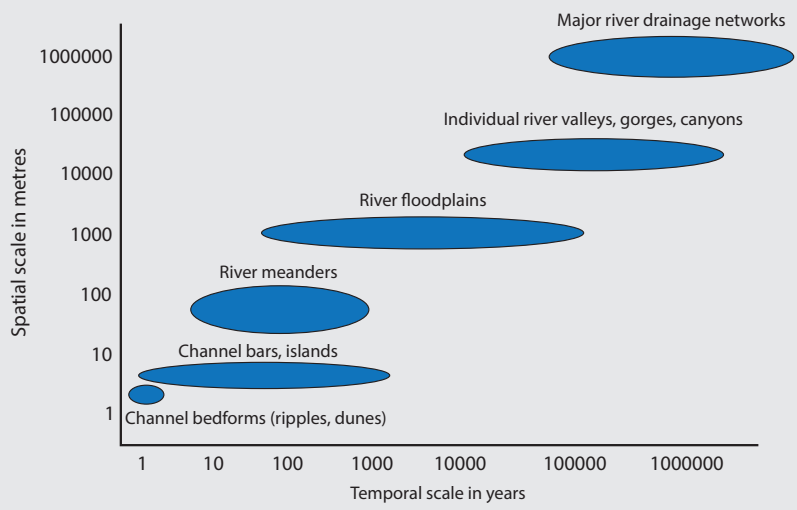 Major river drainage networks
1000000
100000
Individual river valleys, gorges, canyons
10000
River floodplains
1000
River meanders
100
Channel bars, islands
10
1
Channel bedforms (ripples, dunes)
Spatial scale in metres
1 10 100 1000 10000 100000 1000000
Temporal scale in years